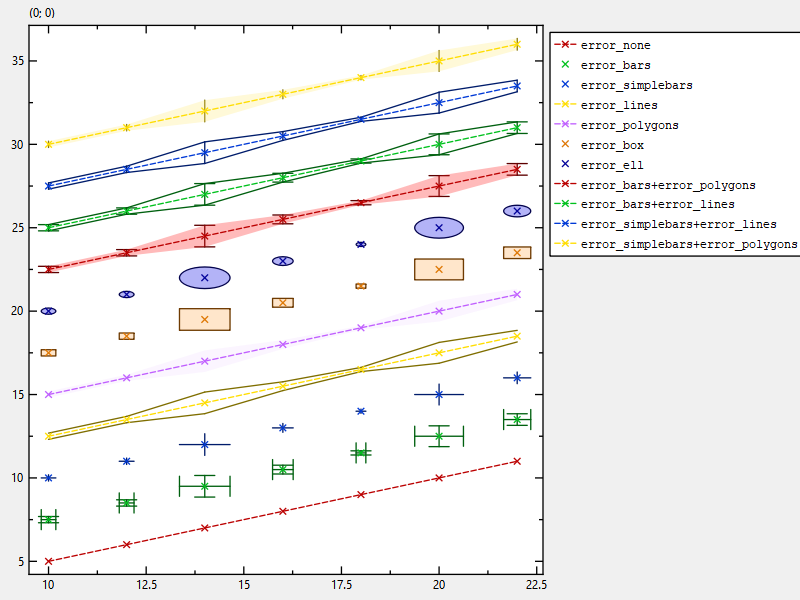 (0; 0)
35
30
25
20
15
10
5
10
12.5
15
17.5
20
22.5
error_none
error_bars
error_simplebars
error_lines
error_polygons
error_box
error_ell
error_bars+error_polygons
error_bars+error_lines
error_simplebars+error_lines
error_simplebars+error_polygons